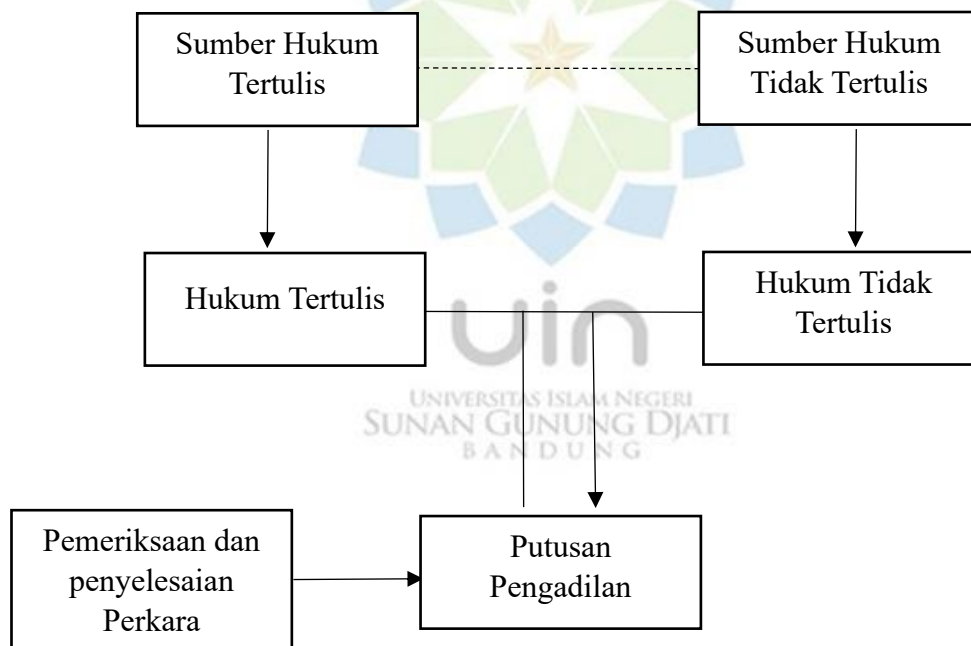 Sumber Hukum
Tertulis
Sumber Hukum
Tidak Tertulis
Hukum Tertulis
Hukum Tidak
Tertulis
uin
UNIVERSITAS ISLAM NEGERI
SUNAN GUNUNG DJATI
BANDUNG
Pemeriksaan dan
penyelesaian
Perkara
Putusan
Pengadilan